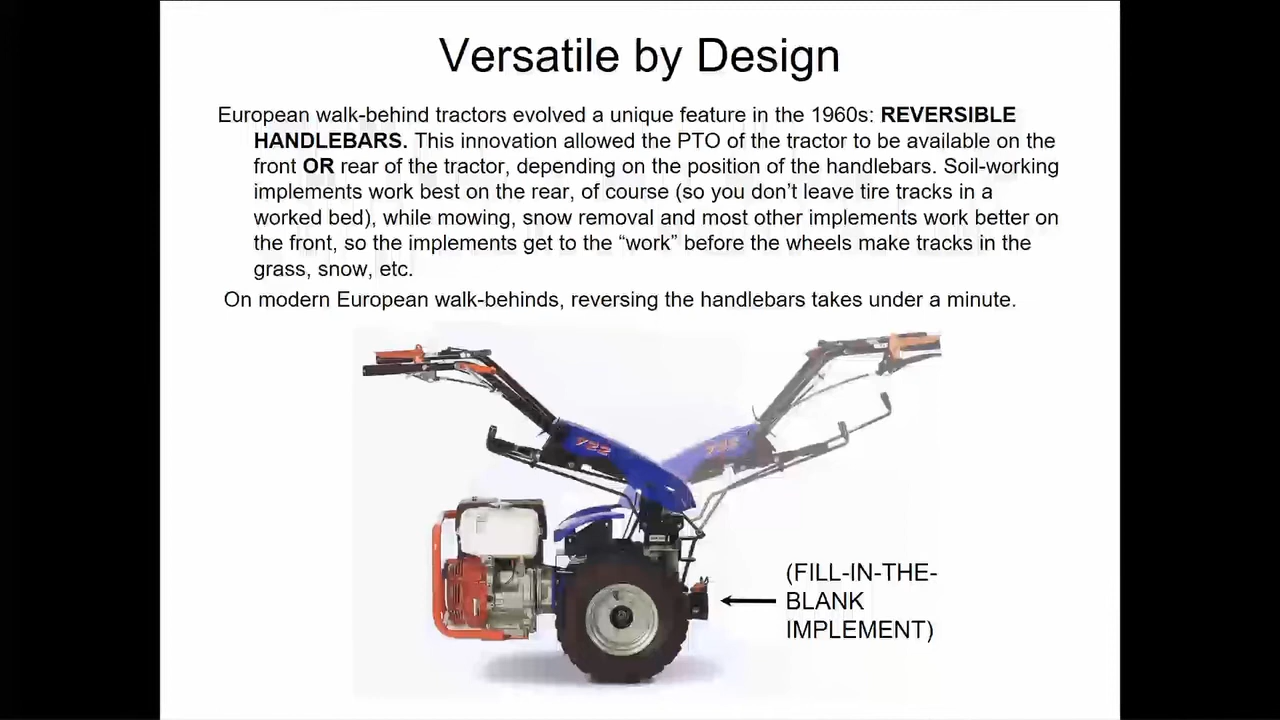 Versatile by Design
European walk-behind tractors evolved a unique feature in the 1960s: REVERSIBLE
HANDLEBARS. This innovation allowed the PTO of the tractor to be available on the
front OR rear of the tractor, depending on the position of the handlebars. Soil-working
implements work best on the rear, of course (so you don’t leave tire tracks in a
worked bed), while mowing, snow removal and most other implements work better on
the front, so the implements get to the “work” before the wheels make tracks in the
grass, snow, etc.
On modern European walk-behinds, reversing the handlebars takes under a minute.
722
722
(FILL-IN-THE-
BLANK
IMPLEMENT)